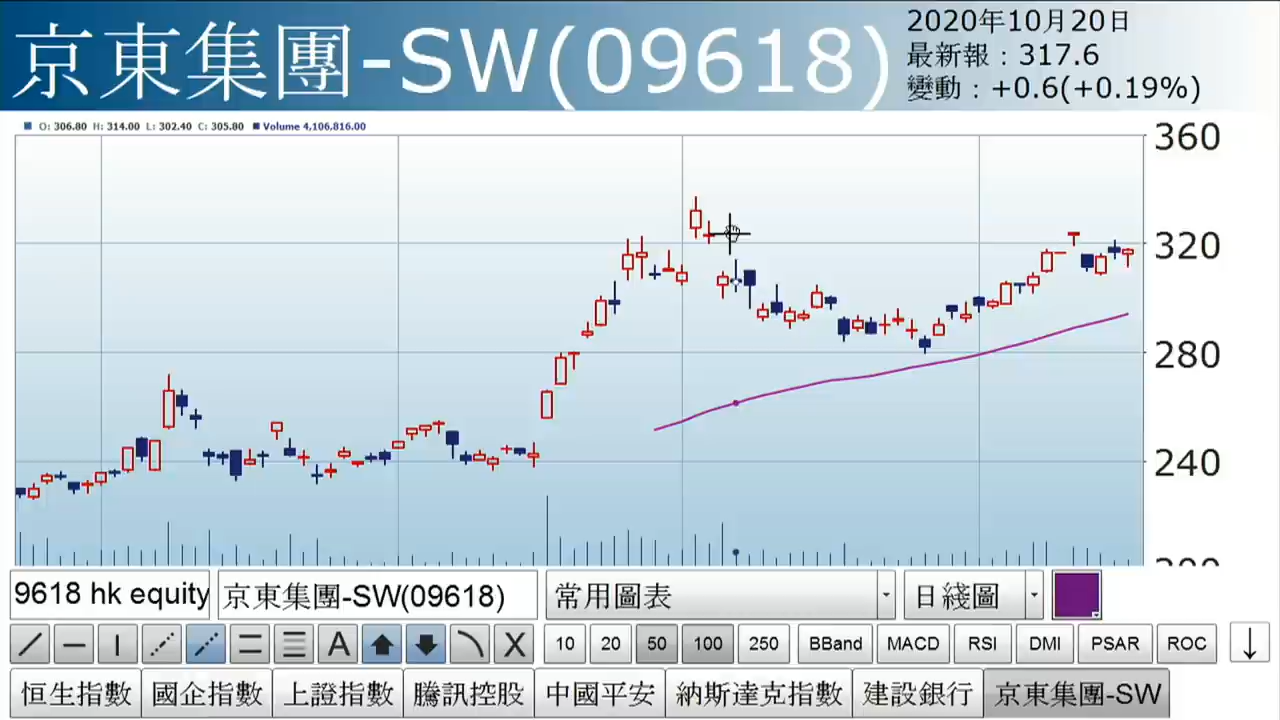 京東集團-SW(09618)
2020年10月20日
最新報：317.6
變動：+0.6(+0.19%)
O: 306.80 H: 314.00 L: 302.40 C: 305.80 Volume 4,106,816.00
360
320
280
240
9618 hk equity 京東集團-SW(09618) 常用圖表 日綫圖
A X 10 20 50 100 250 BBand MACD RSI DMI PSAR ROC
恒生指數 國企指數 上證指數 騰訊控股 中國平安 納斯達克指數 建設銀行 京東集團-SW